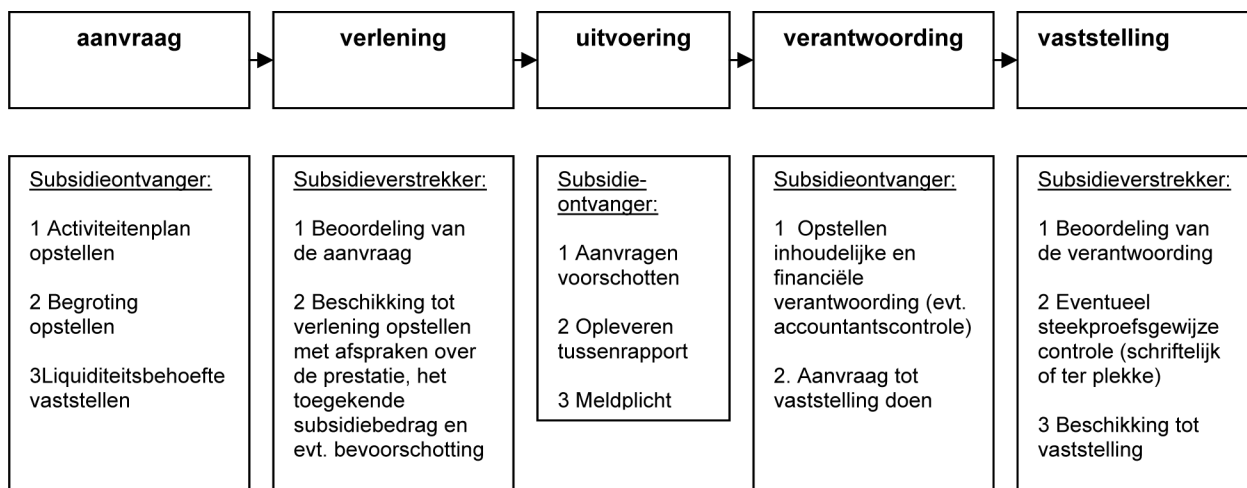 aanvraag
verlening
uitvoering
verantwoording
vaststelling
Subsidieontvanger:
1 Activiteitenplan
opstellen
2 Begroting
opstellen
3Liquiditeitsbehoefte
vaststellen
Subsidieverstrekker:
1 Beoordeling van
de aanvraag
2 Beschikking tot
verlening opstellen
met afspraken over
de prestatie, het
toegekende
subsidiebedrag en
evt. bevoorschotting
Subsidie-
ontvanger:
1 Aanvragen
voorschotten
2 Opleveren
tussenrapport
3 Meldplicht
Subsidieontvanger:
1 Opstellen
inhoudelijke en
financiële
verantwoording (evt.
accountantscontrole)
2. Aanvraag tot
vaststelling doen
Subsidieverstrekker:
1 Beoordeling van
de verantwoording
2 Eventueel
steekproefsgewijze
controle (schriftelijk
of ter plekke)
3 Beschikking tot
vaststelling